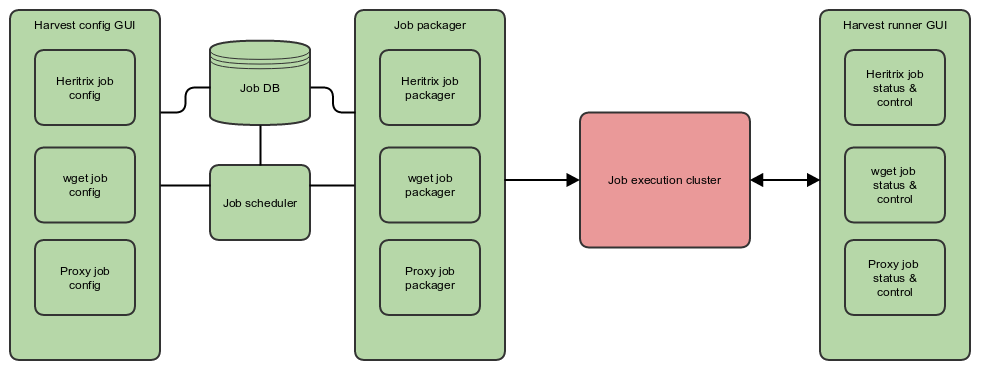 Harvest config GUI
Heritrix job
config
wget job
config
Proxy job
config
Job DB
Job scheduler
Job packager
Heritrix job
packager
wget job
packager
Proxy job
packager
Job execution cluster
Harvest runner GUI
Heritrix job
status &
control
wget job
status &
control
Proxy job
status &
control